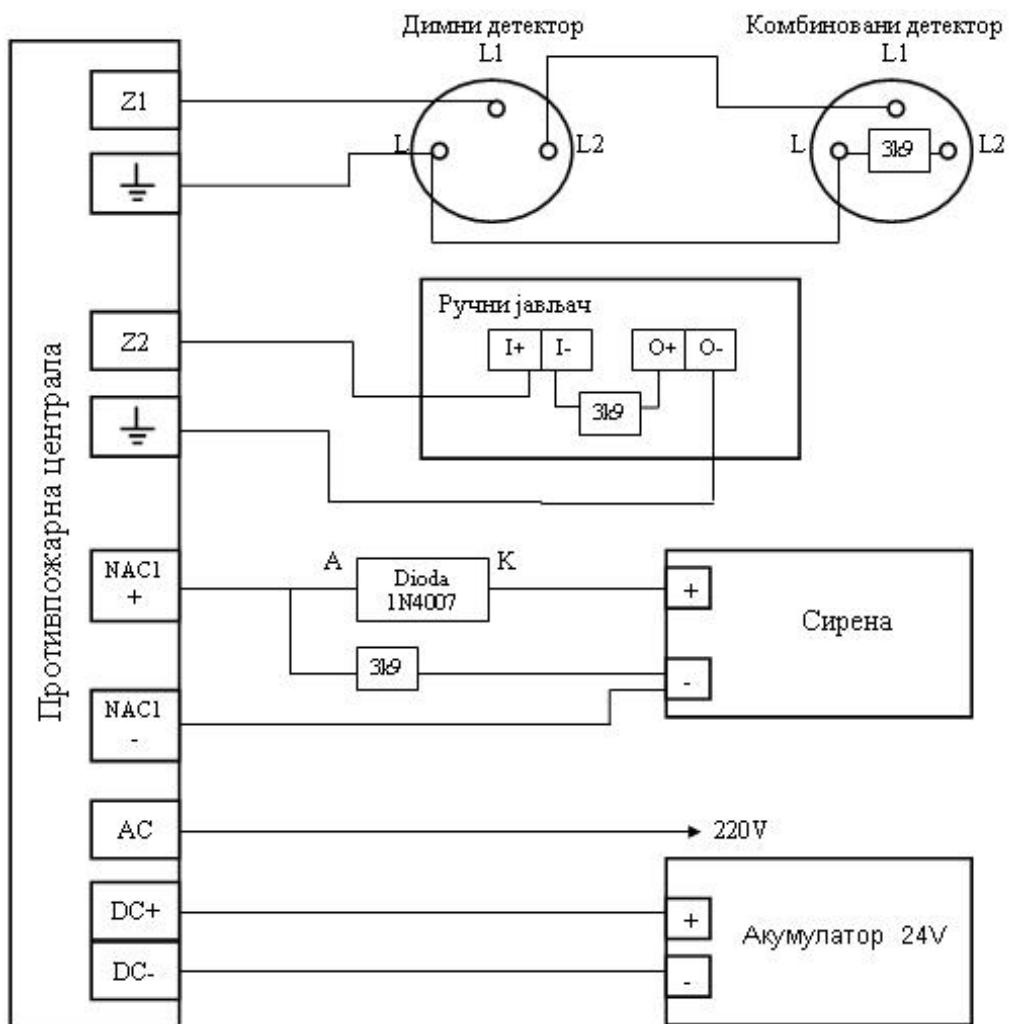 Димни детектор
L1
Комбиновани детектор
L1
Z1
L
L2
L
3k9
L2
Ручни јављач
Z2
I+ I- O+ O-
3k9
Противпожарна централа
NAC1
+
A
Dioda
1N4007
K
+
Сирена
3k9
-
NAC1
-
AC
220V
DC+
+
Акумулатор 24V
DC-
-